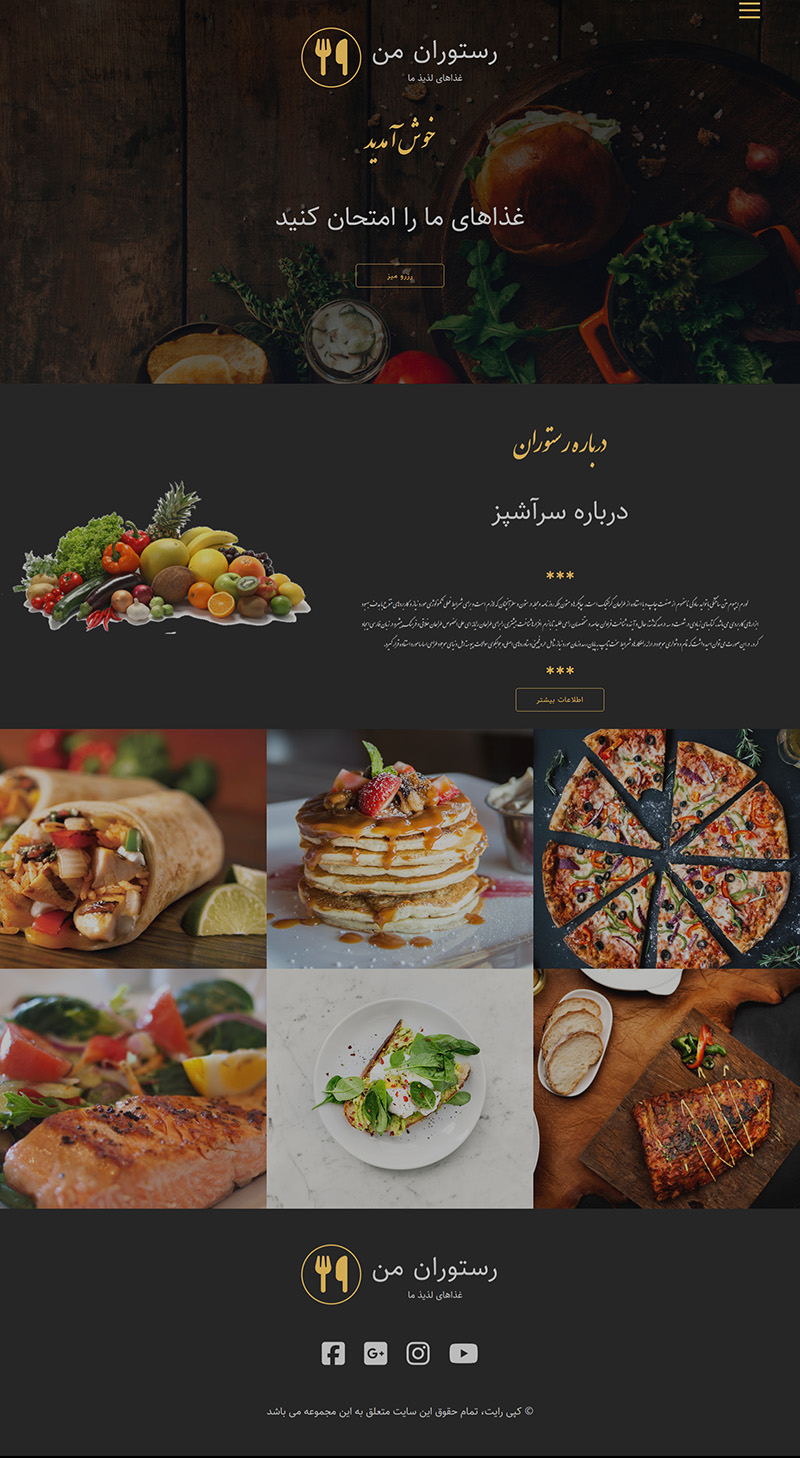 رستوران من
غذاهای لذیذ ما
خوش آمدید
غذاهای ما را امتحان کنید
رزرو میز
درباره رستوران
درباره سرآشپز
***
لورم ایپسوم متن ساختگی با تولید سادگی نامفهوم از صنعت چاپ و با استفاده از طراحان گرافیک است. چاپگرها و متون بلکه روزنامه و مجله در ستون و سطرآنچنان که لازم است و برای شرایط فعلی تکنولوژی مورد نیاز و کاربردهای متنوع با هدف بهبود
ابزارهای کاربردی می باشد. کتابهای زیادی در شصت و سه درصد گذشته، حال و آینده شناخت فراوان جامعه و متخصصان را می طلبد تا با نرم افزارها شناخت بیشتری را برای طراحان رایانه ای علی الخصوص طراحان خلاقی و فرهنگ پیشرو در زبان فارسی ایجاد
کرد. در این صورت می توان امید داشت که تمام و دشواری موجود در ارائه راهکارها و شرایط سخت تایپ به پایان رسد وزمان مورد نیاز شامل حروفچینی دستاوردهای اصلی و جوابگوی سوالات پیوسته اهل دنیای موجود طراحی اساسا مورد استفاده قرار گیرد.
***
اطلاعات بیشتر
رستوران من
غذاهای لذیذ ما
© کپی رایت، تمام حقوق این سایت متعلق به این مجموعه می باشد